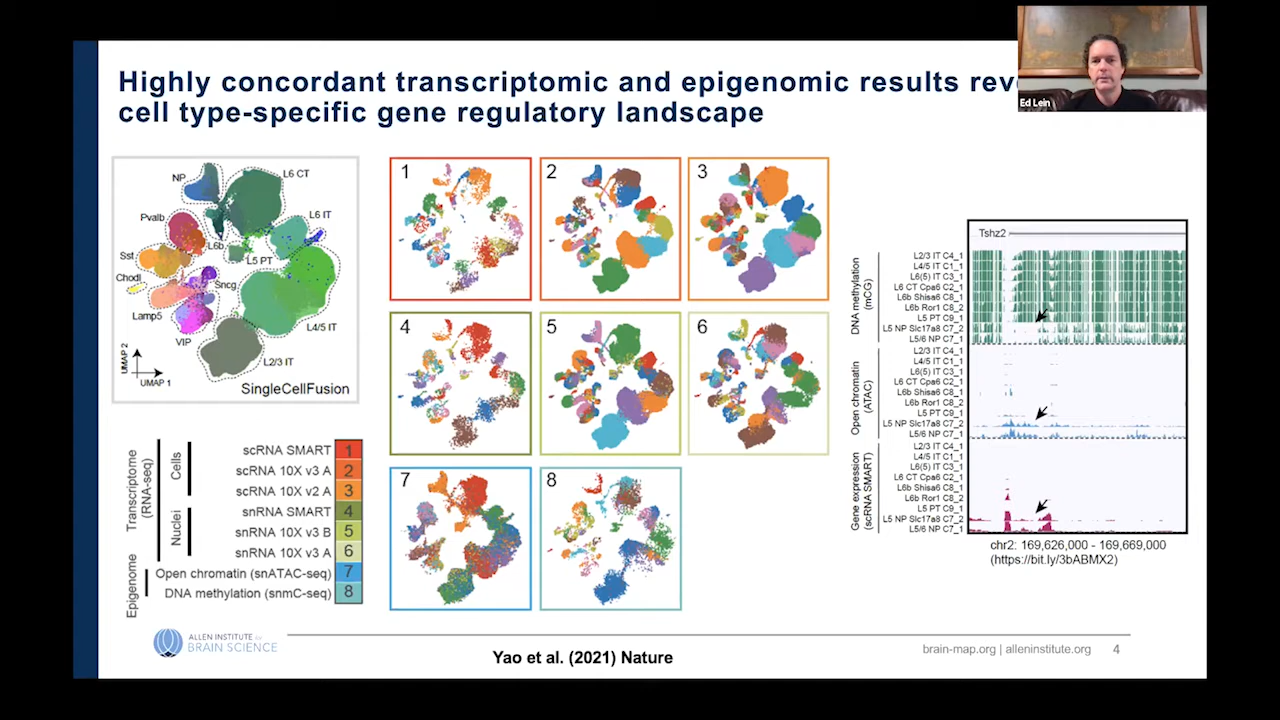 Highly concordant transcriptomic and epigenomic results
cell type-specific gene regulatory landscape
Ed Lein
NP
L6 CT
Pvalb
L6 IT
L6b
Sst
L5 PT
Chodl
Sncg
Lamp5
L4/5 IT
VIP
L2/3 IT
UMAP 2
UMAP 1
SingleCellFusion
1
2
3
4
5
6
7
8
Transcriptome
(RNA-seq)
Cells
Nuclei
Epigenome
scRNA SMART 1
scRNA 10X v3 A 2
scRNA 10X v2 A 3
snRNA SMART 4
snRNA 10X v3 B 5
snRNA 10X v3 A 6
Open chromatin (snATAC-seq) 7
DNA methylation (snmC-seq) 8
Tshz2
DNA methylation
(mCG)
L2/3 IT C4_1
L4/5 IT C1_1
L6(5) IT C3_1
L6 CT Cpa6 C2_1
L6b Shisa6 C8_1
L6b Ror1 C8_2
L5 PT C9_1
L5 NP Slc17a8 C7_2
L5/6 NP C7_1
Open chromatin
(ATAC)
L2/3 IT C4_1
L4/5 IT C1_1
L6(5) IT C3_1
L6 CT Cpa6 C2_1
L6b Shisa6 C8_1
L6b Ror1 C8_2
L5 PT C9_1
L5 NP Slc17a8 C7_2
L5/6 NP C7_1
Gene expression
(scRNA SMART)
L2/3 IT C4_1
L4/5 IT C1_1
L6(5) IT C3_1
L6 CT Cpa6 C2_1
L6b Shisa6 C8_1
L6b Ror1 C8_2
L5 PT C9_1
L5 NP Slc17a8 C7_2
L5/6 NP C7_1
chr2: 169,626,000 - 169,669,000
(https://bit.ly/3bABMX2)
ALLEN INSTITUTE for
BRAIN SCIENCE
Yao et al. (2021) Nature
brain-map.org | alleninstitute.org 4